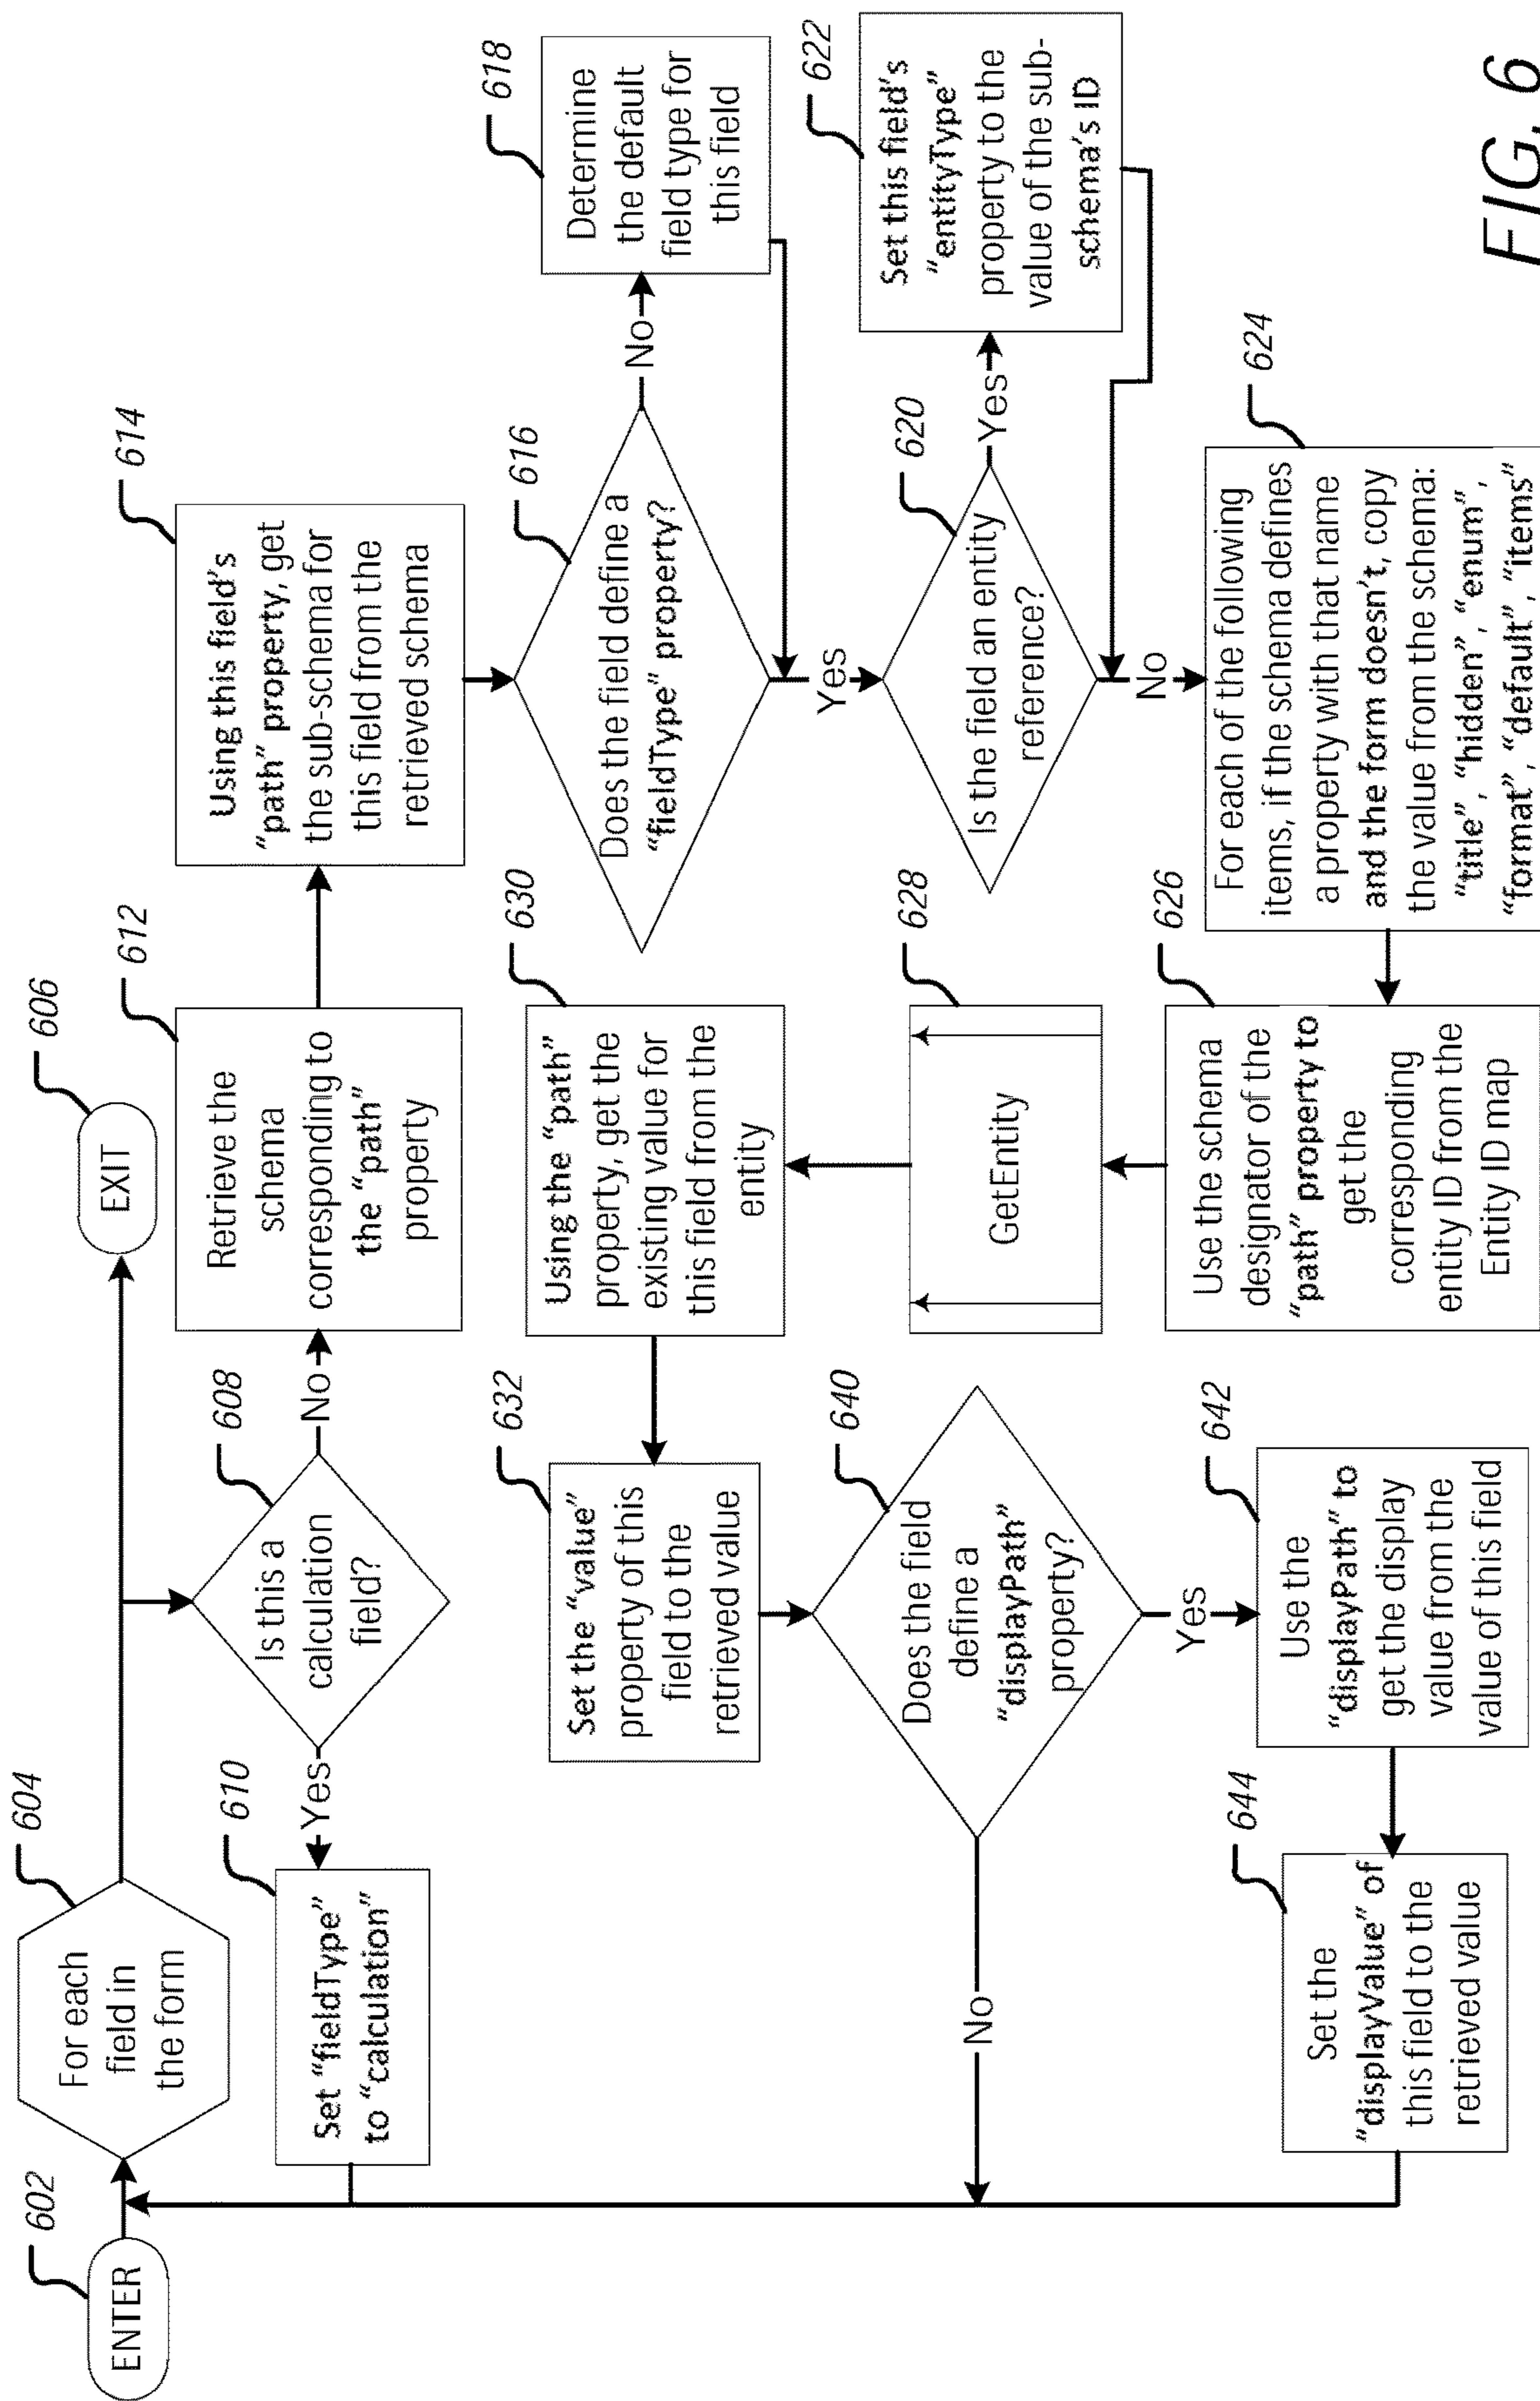 602
ENTER
604
For each
field in
the form
606
EXIT
608
Is this a
calculation
field?
Yes
No
610
Set "fieldType"
to "calculation"
612
Retrieve the
schema
corresponding to
the "path"
property
614
Using this field's
"path" property, get
the sub-schema for
this field from the
retrieved schema
616
Does the field define a
"fieldType" property?
No
Yes
618
Determine
the default
field type for
this field
620
Is the field an entity
reference?
Yes
No
622
Set this field's
"entityType"
property to the
value of the sub-
schema's ID
624
For each of the following
items, if the schema defines
a property with that name
and the form doesn't, copy
the value from the schema:
"title", "hidden", "enum",
"format", "default", "items"
626
Use the schema
designator of the
"path" property to
get the
corresponding
entity ID from the
Entity ID map
628
GetEntity
630
Using the "path"
property, get the
existing value for
this field from the
entity
632
Set the "value"
property of this
field to the
retrieved value
640
Does the field
define a
"displayPath"
property?
No
Yes
642
Use the
"displayPath" to
get the display
value from the
value of this field
644
Set the
"displayValue" of
this field to the
retrieved value
FIG. 6